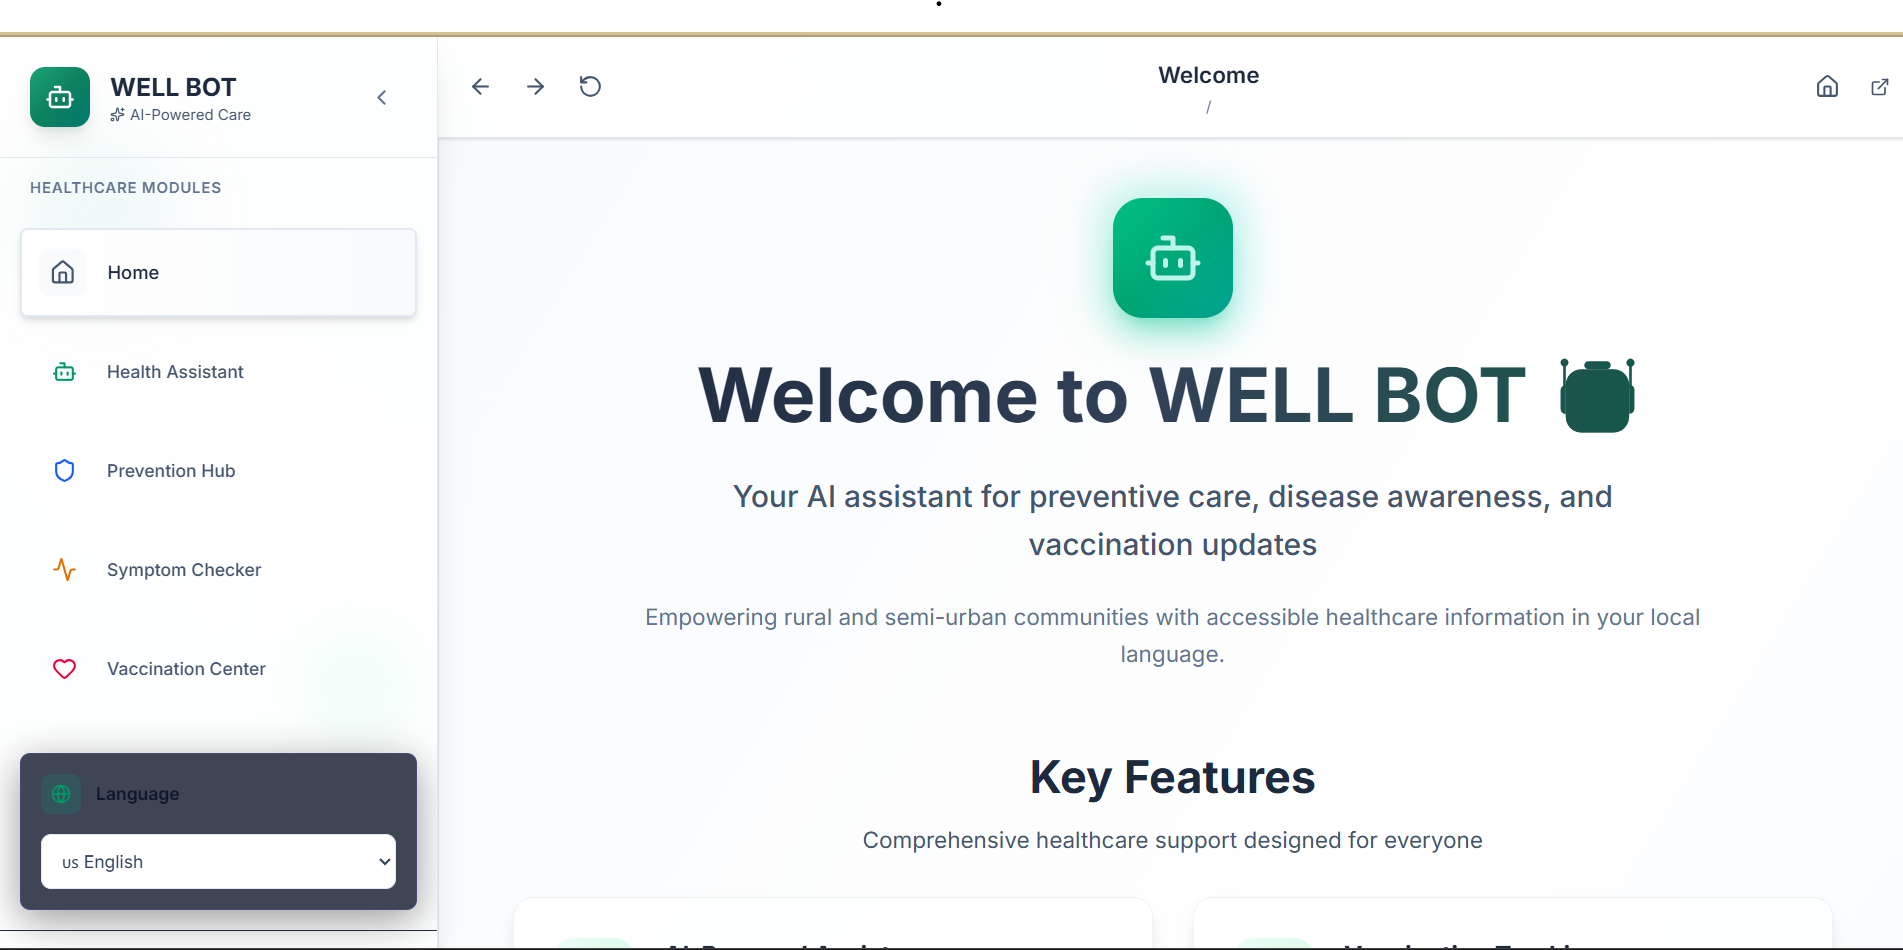 WELL BOT
AI-Powered Care
HEALTHCARE MODULES
Home
Health Assistant
Prevention Hub
Symptom Checker
Vaccination Center
Language
US English
Welcome
/
Welcome to WELL BOT
Your AI assistant for preventive care, disease awareness, and
vaccination updates
Empowering rural and semi-urban communities with accessible healthcare information in your local
language.
Key Features
Comprehensive healthcare support designed for everyone